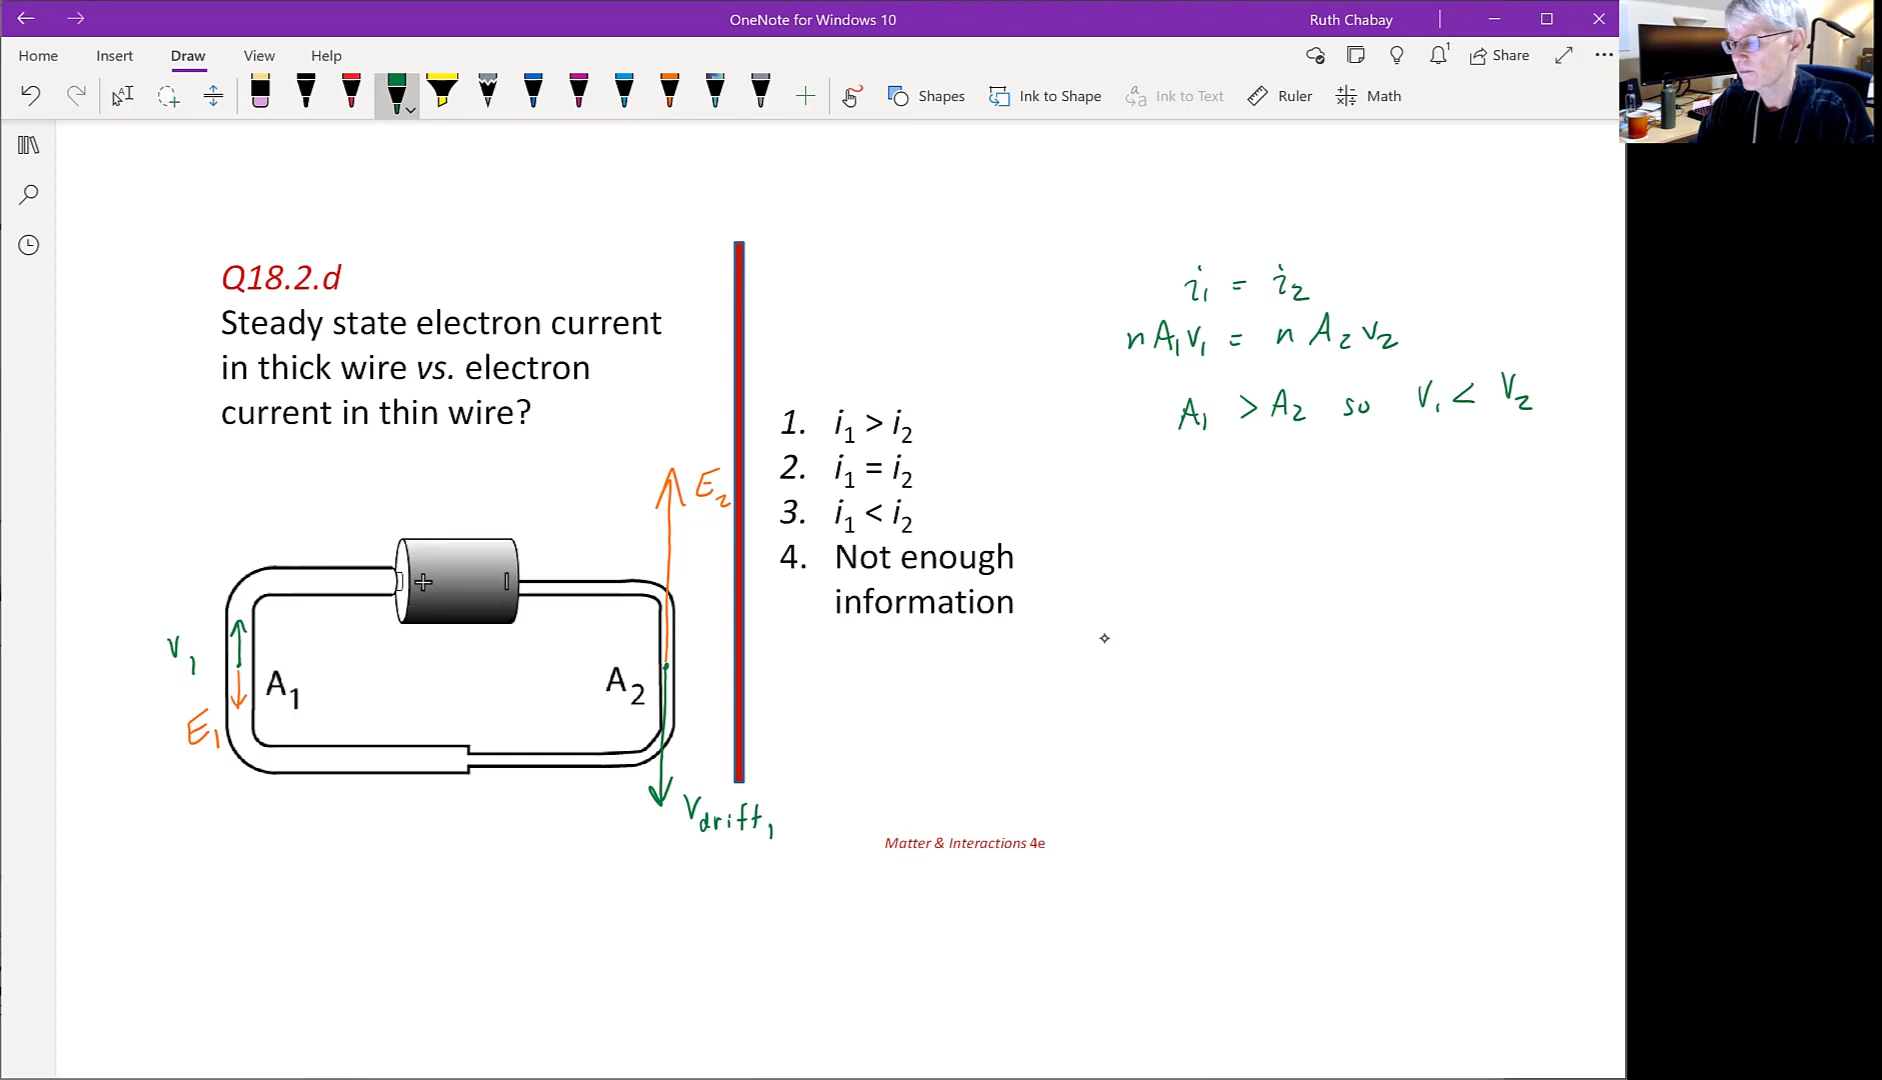 OneNote for Windows 10
Ruth Chabay
Home Insert Draw View Help
1
Share
Shapes
Ink to Shape
Ink to Text
Ruler
Math
Q18.2.d
Steady state electron current
in thick wire vs. electron
current in thin wire?
E₂
+
v₁
A₁
E₁
A₂
vdrift₁
1. i₁ > i₂
2. i₁ = i₂
3. i₁ < i₂
4. Not enough
information
Matter & Interactions 4e
i₁ = i₂
nA₁v₁ = nA₂v₂
A₁ > A₂ so v₁ < v₂